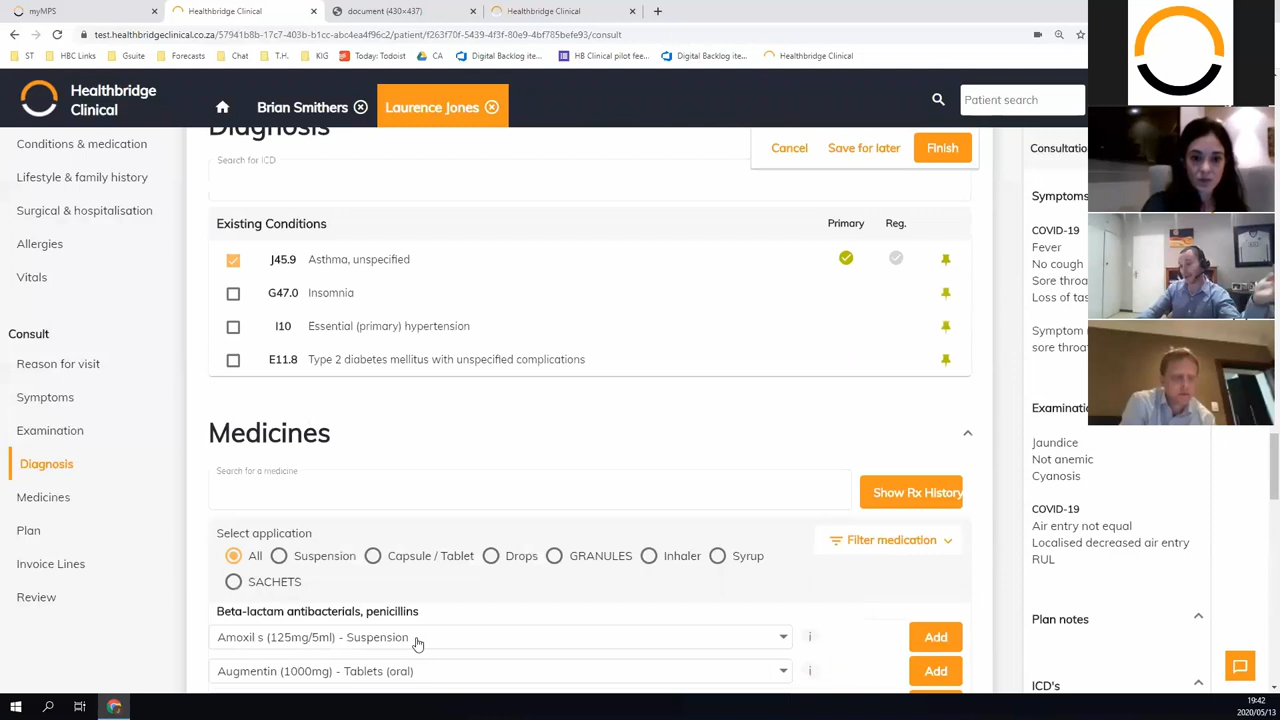 myMPS
Healthbridge Clinical
document (430×437)
Healthbridge Clinical
test.healthbridgeclinical.co.za/57941b8b-17c7-403b-b1cc-abc4ea4f96c2/patient/f263f70f-5439-4f3f-80e9-4bf785befe93/consult
ST
HBC Links
Gsuite
Forecasts
Chat
T.H.
KIG
Today: Todoist
CA
Digital Backlog ite...
HB Clinical pilot fee...
Digital Backlog ite...
Healthbridge Clinical
Healthbridge
Clinical
Brian Smithers
Laurence Jones
Patient search
Conditions & medication
Lifestyle & family history
Surgical & hospitalisation
Allergies
Vitals
Consult
Reason for visit
Symptoms
Examination
Diagnosis
Medicines
Plan
Invoice Lines
Review
Diagnosis
Cancel
Save for later
Finish
Search for ICD
Existing Conditions
Primary
Reg.
J45.9 Asthma, unspecified
G47.0 Insomnia
I10 Essential (primary) hypertension
E11.8 Type 2 diabetes mellitus with unspecified complications
Medicines
Search for a medicine
Show Rx History
Select application
Filter medication
All Suspension Capsule / Tablet Drops GRANULES Inhaler Syrup
SACHETS
Beta-lactam antibacterials, penicillins
Amoxil s (125mg/5ml) - Suspension
i
Add
Augmentin (1000mg) - Tablets (oral)
i
Add
Consultatio
Symptoms
COVID-19
Fever
No cough
Sore throa
Loss of tas
Symptom
sore throa
Examinatio
Jaundice
Not anemic
Cyanosis
COVID-19
Air entry not equal
Localised decreased air entry
RUL
Plan notes
ICD's
19:42
2020/05/13